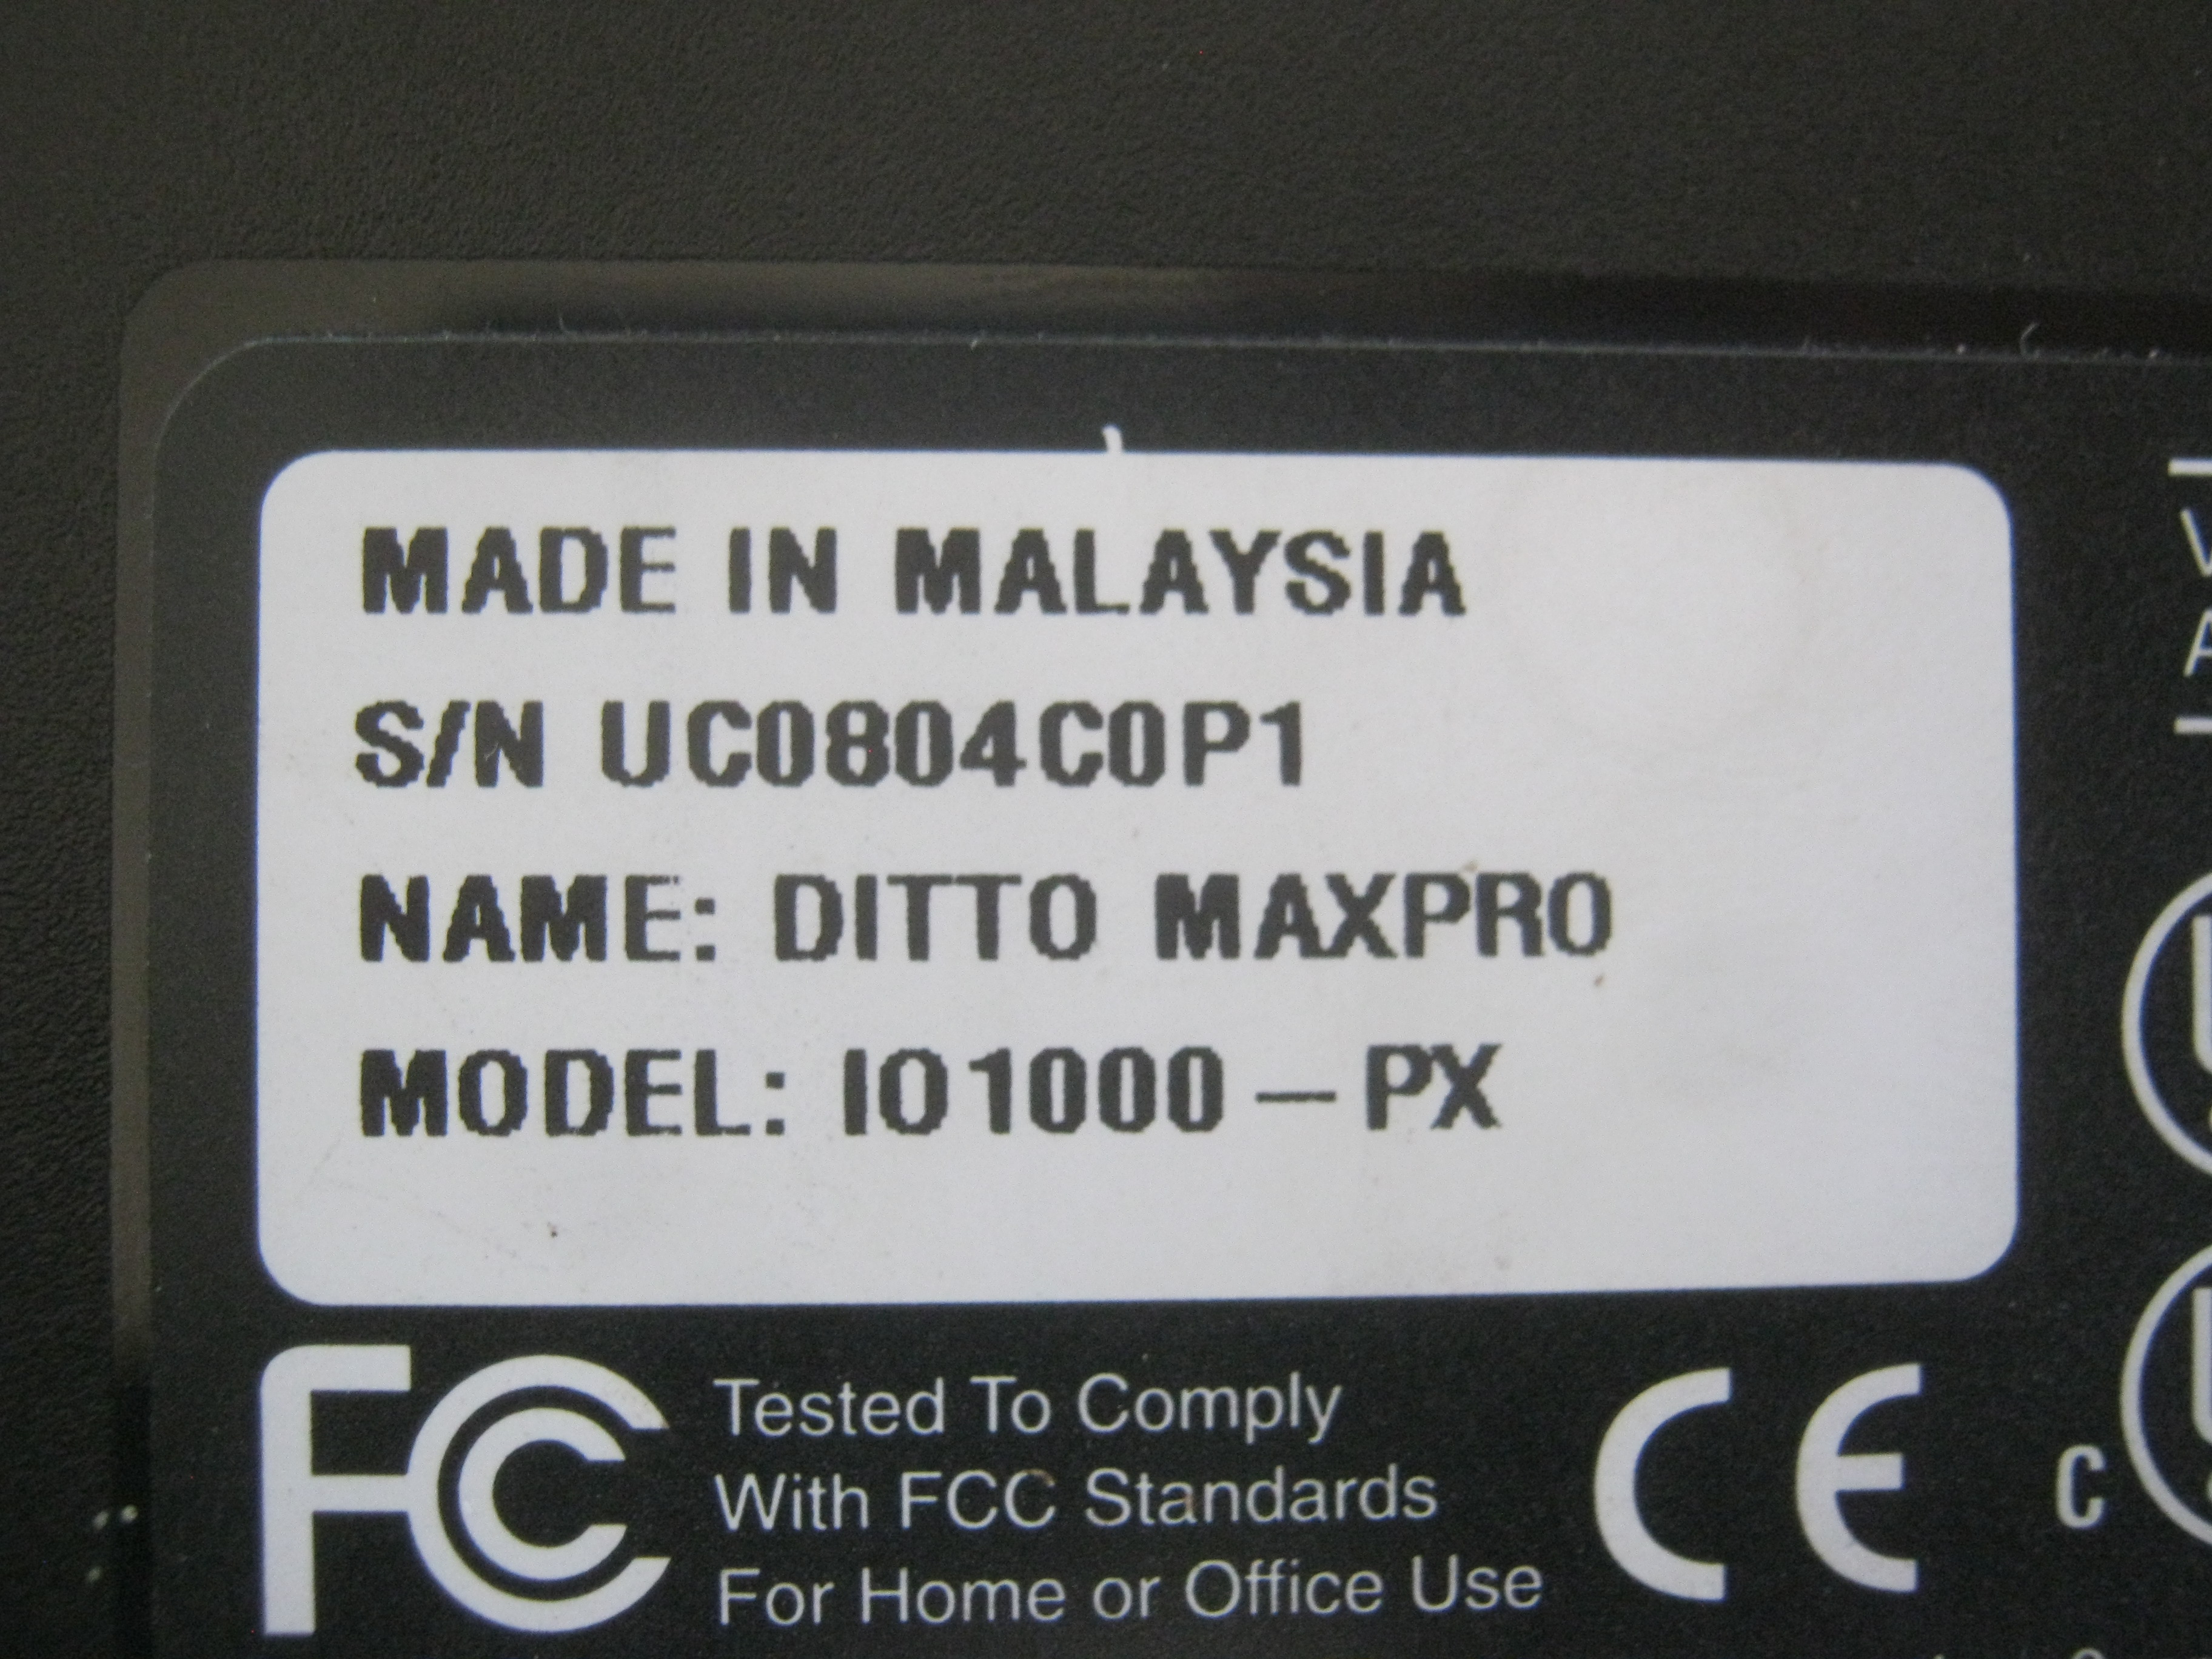 MADE IN MALAYSIA
S/N UC0804C0P1
NAME: DITTO MAXPRO
MODEL: IO1000-PX
FC Tested To Comply
With FCC Standards
For Home or Office Use
CE
C